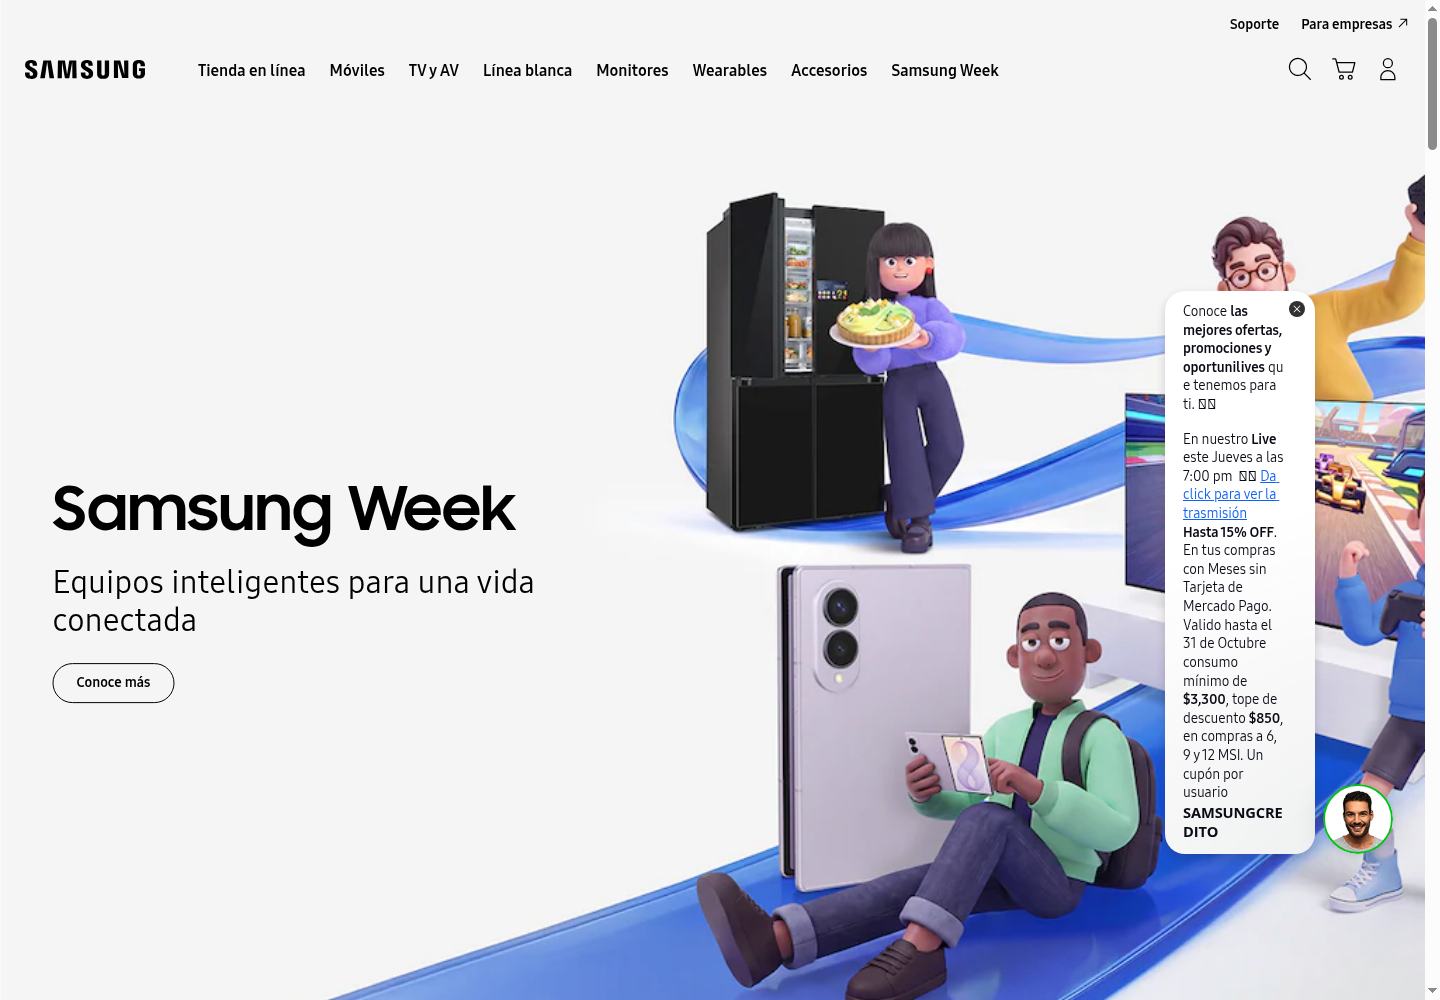 Soporte
Para empresas
SAMSUNG
Tienda en línea
Móviles
TV y AV
Línea blanca
Monitores
Wearables
Accesorios
Samsung Week
Samsung Week
Equipos inteligentes para una vida
conectada
Conoce más
Conoce las
mejores ofertas,
promociones y
oportunilives qu
e tenemos para
ti.
En nuestro Live
este Jueves a las
7:00 pm Da
click para ver la
trasmisión
Hasta 15% OFF.
En tus compras
con Meses sin
Tarjeta de
Mercado Pago.
Valido hasta el
31 de Octubre
consumo
mínimo de
$3,300, tope de
descuento $850,
en compras a 6,
9 y 12 MSI. Un
cupón por
usuario
SAMSUNGCRE
DITO